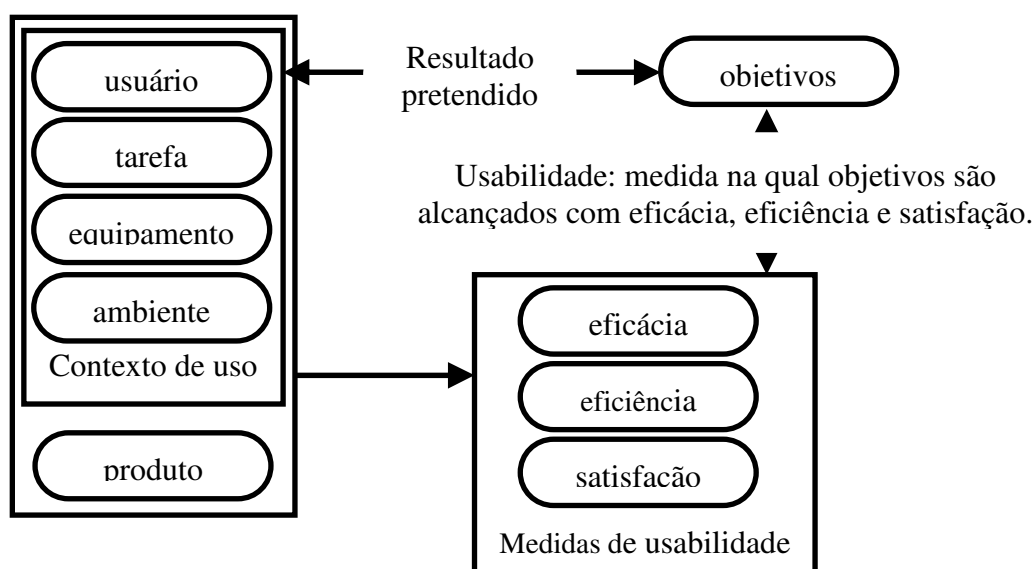 usuário
tarefa
equipamento
ambiente
Contexto de uso
produto
Resultado
pretendido
objetivos
Usabilidade: medida na qual objetivos são
alcançados com eficácia, eficiência e satisfação.
eficácia
eficiência
satisfacão
Medidas de usabilidade